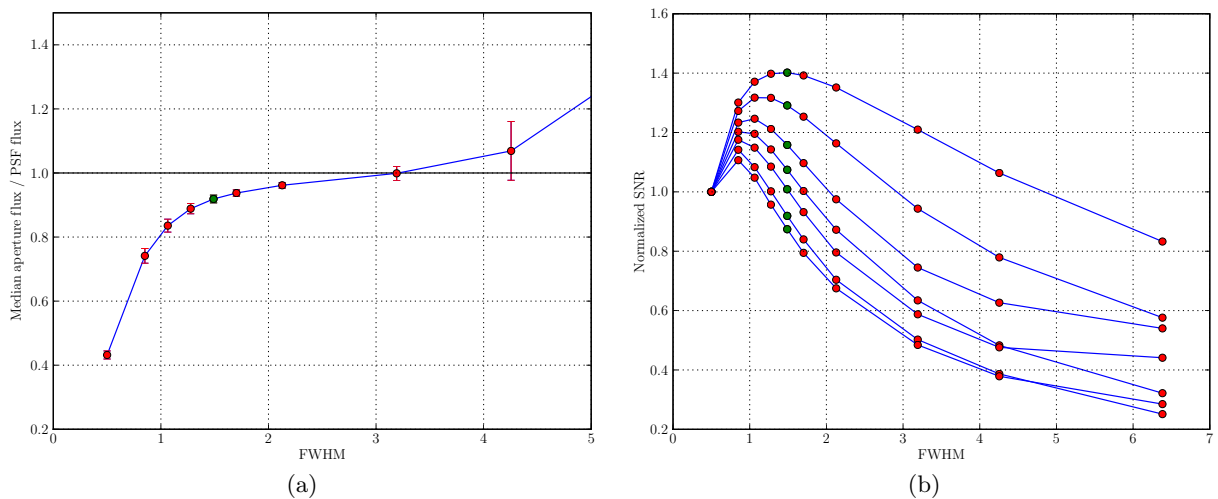 1.4
1.2
1.0
0.8
0.6
0.4
0.2
Median aperture flux / PSF flux
0 1 2 3 4 5
FWHM
(a)
1.6
1.4
1.2
1.0
0.8
0.6
0.4
0.2
Normalized SNR
0 1 2 3 4 5 6 7
FWHM
(b)